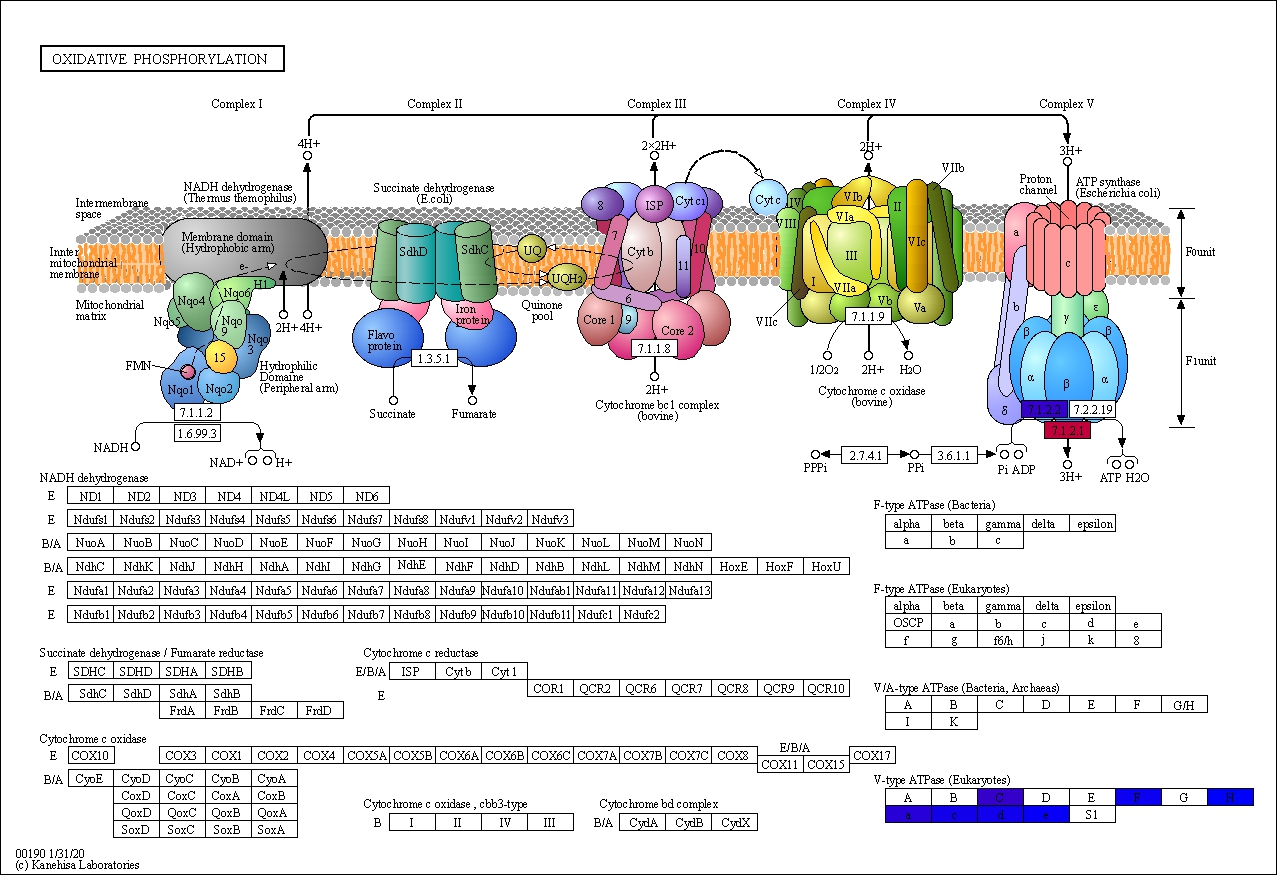 OXIDATIVE PHOSPHORYLATION
Complex I
Complex II
Complex III
Complex IV
Complex V
4H+
2×2H+
2H+
3H+
NADH dehydrogenase
(Thermus themophilus)
Succinate dehydrogenase
(E.coli)
VIIb
Proton
channel
ATP synthase
(Escherichia coli)
Intermembrane
space
Innter
mitochondrial
membrane
Mitochondrial
matrix
Membrane domain
(Hydrophobic arm)
e-
H1
Nqo4
Nqo6
Nqo5
Nqo
9
Nqo
3
15
FMN
Nqo1
Nqo2
2H+
4H+
Hydrophilic
Domaine
(Peripheral arm)
7.1.1.2
1.6.99.3
NADH
NAD+
H+
SdhD
SdhC
Flavo
protein
Iron
protein
1.3.5.1
Succinate
Fumarate
UQ
UQH2
Quinone
pool
8
ISP
Cyt c1
7
Cyt b
10
11
6
Core 1
9
Core 2
7.1.1.8
2H+
Cytochrome bc1 complex
(bovine)
Cyt c
IV
VIb
VIII
VIa
II
III
VIc
I
VIIa
VIIc
Vb
Va
7.1.1.9
1/2O2
2H+
H2O
Cytochrome c oxidase
(bovine)
a
c
b
γ
ε
β
β
α
β
α
δ
7.1.2.2
7.2.2.19
7.1.2.1
F0unit
F1unit
PPPi
2.7.4.1
PPi
3.6.1.1
Pi
ADP
3H+
ATP
H2O
NADH dehydrogenase
E ND1 ND2 ND3 ND4 ND4L ND5 ND6
E Ndufs1 Ndufs2 Ndufs3 Ndufs4 Ndufs5 Ndufs6 Ndufs7 Ndufs8 Ndufv1 Ndufv2 Ndufv3
B/A NuoA NuoB NuoC NuoD NuoE NuoF NuoG NuoH NuoI NuoJ NuoK NuoL NuoM NuoN
B/A NdhC NdhK NdhJ NdhH NdhA NdhI NdhG NdhE NdhF NdhD NdhB NdhL NdhM NdhN HoxE HoxF HoxU
E Ndufa1 Ndufa2 Ndufa3 Ndufa4 Ndufa5 Ndufa6 Ndufa7 Ndufa8 Ndufa9 Ndufa10 Ndufab1 Ndufa11 Ndufa12 Ndufa13
E Ndufb1 Ndufb2 Ndufb3 Ndufb4 Ndufb5 Ndufb6 Ndufb7 Ndufb8 Ndufb9 Ndufb10 Ndufb11 Ndufc1 Ndufc2
Succinate dehydrogenase / Fumarate reductase
E SDHC SDHD SDHA SDHB
B/A SdhC SdhD SdhA SdhB
FrdA FrdB FrdC FrdD
Cytochrome c reductase
E/B/A ISP Cyt b Cyt 1
E COR1 QCR2 QCR6 QCR7 QCR8 QCR9 QCR10
Cytochrome c oxidase
E COX10 COX3 COX1 COX2 COX4 COX5A COX5B COX6A COX6B COX6C COX7A COX7B COX7C COX8
E/B/A
COX11 COX15
COX17
B/A CyoE CyoD CyoC CyoB CyoA
CoxD CoxC CoxA CoxB
QoxD QoxC QoxB QoxA
SoxD SoxC SoxB SoxA
Cytochrome c oxidase , cbb3-type
B I II IV III
Cytochrome bd complex
B/A CydA CydB CydX
F-type ATPase (Bacteria)
alpha beta gamma delta epsilon
a b c
F-type ATPase (Eukaryotes)
alpha beta gamma delta epsilon
OSCP a b c d e
f g f6/h j k 8
V/A-type ATPase (Bacteria, Archaeas)
A B C D E F G/H
I K
V-type ATPase (Eukaryotes)
A B C D E F G H
a c d e S1
00190 1/31/20
(c) Kanehisa Laboratories